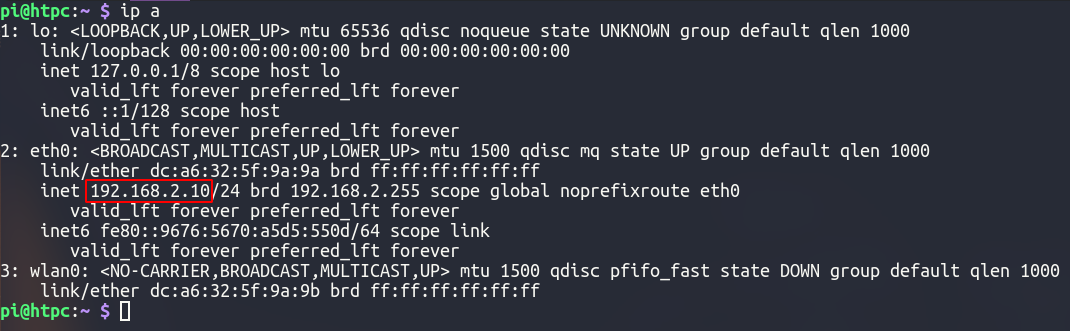 pi@htpc:~ $ ip a
1: lo: <LOOPBACK,UP,LOWER_UP> mtu 65536 qdisc noqueue state UNKNOWN group default qlen 1000
    link/loopback 00:00:00:00:00:00 brd 00:00:00:00:00:00
    inet 127.0.0.1/8 scope host lo
       valid_lft forever preferred_lft forever
    inet6 ::1/128 scope host
       valid_lft forever preferred_lft forever
2: eth0: <BROADCAST,MULTICAST,UP,LOWER_UP> mtu 1500 qdisc mq state UP group default qlen 1000
    link/ether dc:a6:32:5f:9a:9a brd ff:ff:ff:ff:ff:ff
    inet 192.168.2.10/24 brd 192.168.2.255 scope global noprefixroute eth0
       valid_lft forever preferred_lft forever
    inet6 fe80::9676:5670:a5d5:550d/64 scope link
       valid_lft forever preferred_lft forever
3: wlan0: <NO-CARRIER,BROADCAST,MULTICAST,UP> mtu 1500 qdisc pfifo_fast state DOWN group default qlen 1000
    link/ether dc:a6:32:5f:9a:9b brd ff:ff:ff:ff:ff:ff
pi@htpc:~ $